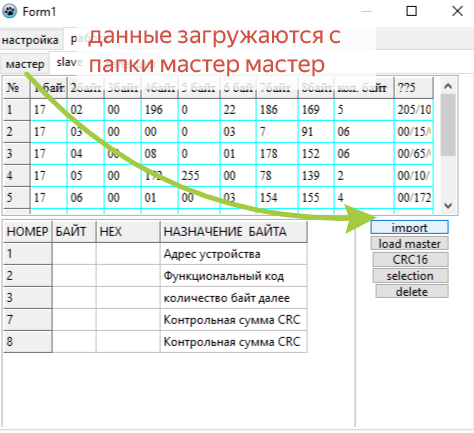 Form1
настройка
данные загружаются с
папки мастер мастер
мастер slave
№ 1 байт 2байт 3байт 4байт 5 байт 6 бай 7байт 8байт кол. байт ??5
1 17 02 00 196 0 22 186 169 5 205/10
2 17 03 00 00 0 03 7 91 06 00/15/
3 17 04 00 08 0 01 178 152 06 00/65/
4 17 05 00 172 255 00 78 139 2 00/10/
5 17 06 00 01 00 03 154 155 4 00/172
НОМЕР БАЙТ HEX НАЗНАЧЕНИЕ БАЙТА
1 Адрес устройства
2 Функциональный код
3 количество байт далее
7 Контрольная сумма CRC
8 Контрольная сумма CRC
import
load master
CRC16
selection
delete